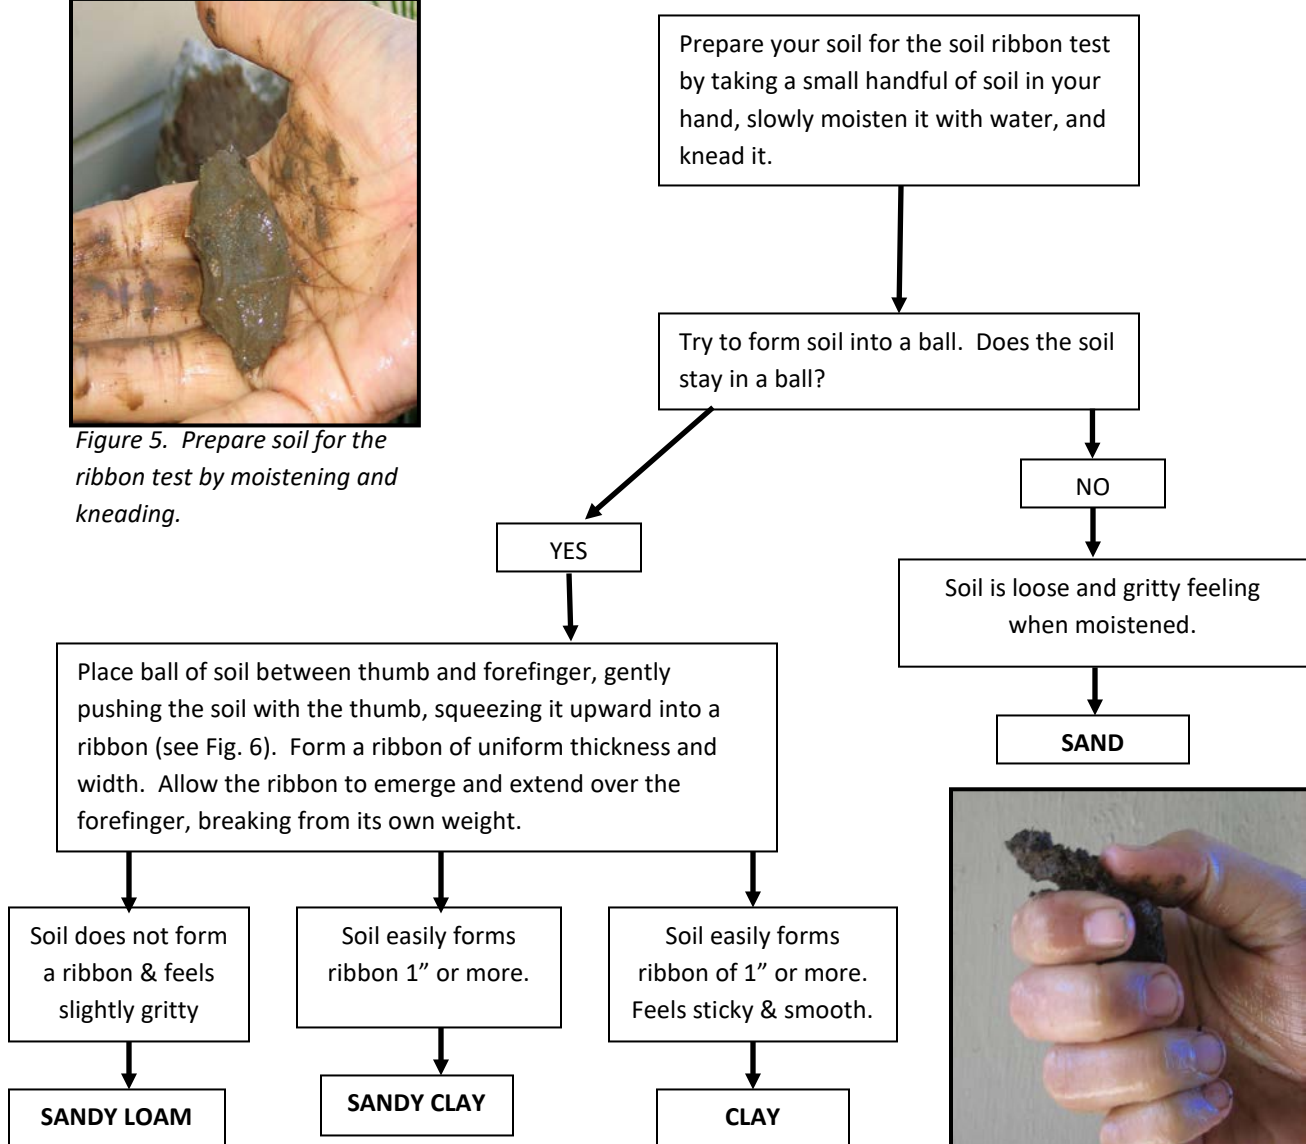 Prepare your soil for the soil ribbon test
by taking a small handful of soil in your
hand, slowly moisten it with water, and
knead it.
Try to form soil into a ball.  Does the soil
stay in a ball?
Figure 5.  Prepare soil for the
ribbon test by moistening and
kneading.
NO
YES
Soil is loose and gritty feeling
when moistened.
Place ball of soil between thumb and forefinger, gently
pushing the soil with the thumb, squeezing it upward into a
ribbon (see Fig. 6).  Form a ribbon of uniform thickness and
width.  Allow the ribbon to emerge and extend over the
forefinger, breaking from its own weight.
SAND
Soil does not form
a ribbon & feels
slightly gritty
Soil easily forms
ribbon 1” or more.
Soil easily forms
ribbon of 1” or more.
Feels sticky & smooth.
SANDY LOAM
SANDY CLAY
CLAY